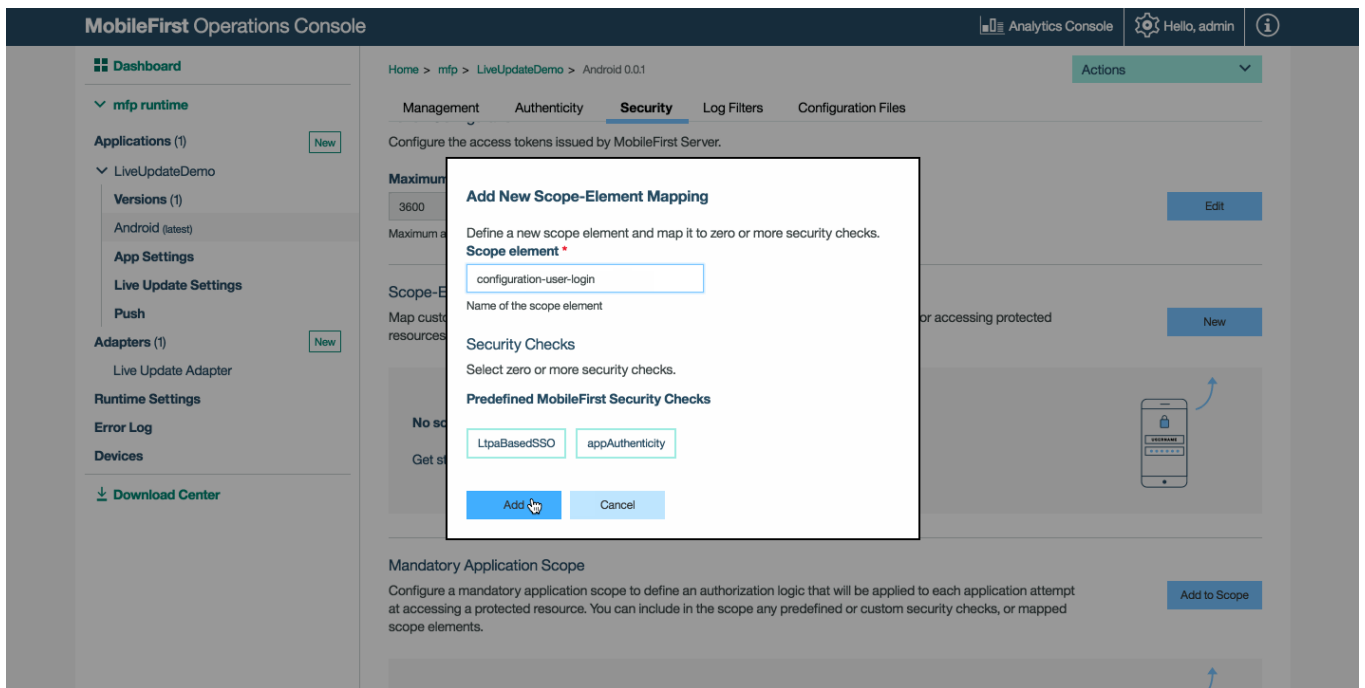 MobileFirst Operations Console
Analytics Console
Hello, admin
Dashboard
mfp runtime
Applications (1)
New
LiveUpdateDemo
Versions (1)
Android (latest)
App Settings
Live Update Settings
Push
Adapters (1)
New
Live Update Adapter
Runtime Settings
Error Log
Devices
Download Center
Home > mfp > LiveUpdateDemo > Android 0.0.1
Actions
Management Authenticity Security Log Filters Configuration Files
Configure the access tokens issued by MobileFirst Server.
Maximum
3600
Edit
Maximum a
Scope-E
Map custo
or accessing protected
resources
New
No sc
Get st
Add New Scope-Element Mapping
Define a new scope element and map it to zero or more security checks.
Scope element *
configuration-user-login
Name of the scope element
Security Checks
Select zero or more security checks.
Predefined MobileFirst Security Checks
LtpaBasedSSO appAuthenticity
Add Cancel
USERNAME
Mandatory Application Scope
Configure a mandatory application scope to define an authorization logic that will be applied to each application attempt
at accessing a protected resource. You can include in the scope any predefined or custom security checks, or mapped
scope elements.
Add to Scope